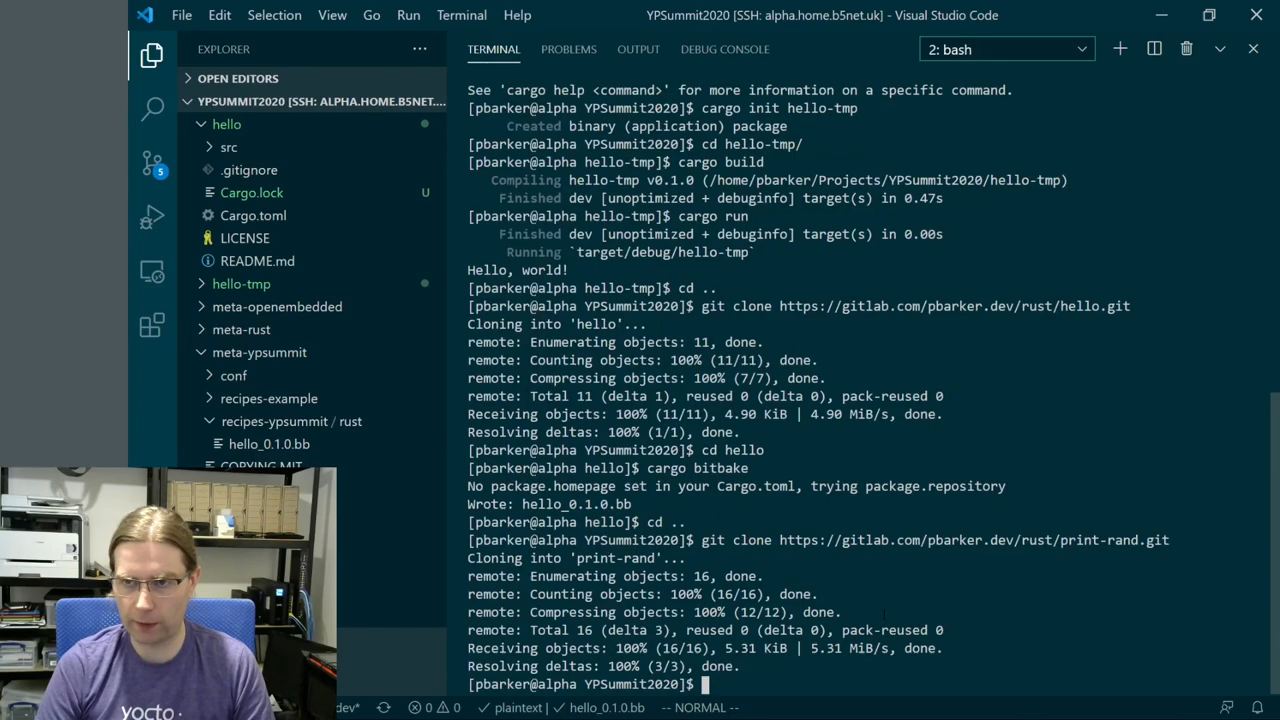 File Edit Selection View Go Run Terminal Help YPSummit2020 [SSH: alpha.home.b5net.uk] - Visual Studio Code
EXPLORER
OPEN EDITORS
YPSUMMIT2020 [SSH: ALPHA.HOME.B5NET....
hello
src
.gitignore
Cargo.lock U
Cargo.toml
LICENSE
README.md
hello-tmp
meta-openembedded
meta-rust
meta-ypsummit
conf
recipes-example
recipes-ypsummit / rust
hello_0.1.0.bb
COPYING.MIT
5
TERMINAL PROBLEMS OUTPUT DEBUG CONSOLE 2: bash
See 'cargo help <command>' for more information on a specific command.
[pbarker@alpha YPSummit2020]$ cargo init hello-tmp
Created binary (application) package
[pbarker@alpha YPSummit2020]$ cd hello-tmp/
[pbarker@alpha hello-tmp]$ cargo build
Compiling hello-tmp v0.1.0 (/home/pbarker/Projects/YPSummit2020/hello-tmp)
Finished dev [unoptimized + debuginfo] target(s) in 0.47s
[pbarker@alpha hello-tmp]$ cargo run
Finished dev [unoptimized + debuginfo] target(s) in 0.00s
Running `target/debug/hello-tmp`
Hello, world!
[pbarker@alpha hello-tmp]$ cd ..
[pbarker@alpha YPSummit2020]$ git clone https://gitlab.com/pbarker.dev/rust/hello.git
Cloning into 'hello'...
remote: Enumerating objects: 11, done.
remote: Counting objects: 100% (11/11), done.
remote: Compressing objects: 100% (7/7), done.
remote: Total 11 (delta 1), reused 0 (delta 0), pack-reused 0
Receiving objects: 100% (11/11), 4.90 KiB | 4.90 MiB/s, done.
Resolving deltas: 100% (1/1), done.
[pbarker@alpha YPSummit2020]$ cd hello
[pbarker@alpha hello]$ cargo bitbake
No package.homepage set in your Cargo.toml, trying package.repository
Wrote: hello_0.1.0.bb
[pbarker@alpha hello]$ cd ..
[pbarker@alpha YPSummit2020]$ git clone https://gitlab.com/pbarker.dev/rust/print-rand.git
Cloning into 'print-rand'...
remote: Enumerating objects: 16, done.
remote: Counting objects: 100% (16/16), done.
remote: Compressing objects: 100% (12/12), done.
remote: Total 16 (delta 3), reused 0 (delta 0), pack-reused 0
Receiving objects: 100% (16/16), 5.31 KiB | 5.31 MiB/s, done.
Resolving deltas: 100% (3/3), done.
[pbarker@alpha YPSummit2020]$
dev* 0 0 plaintext hello_0.1.0.bb -- NORMAL --
yocto